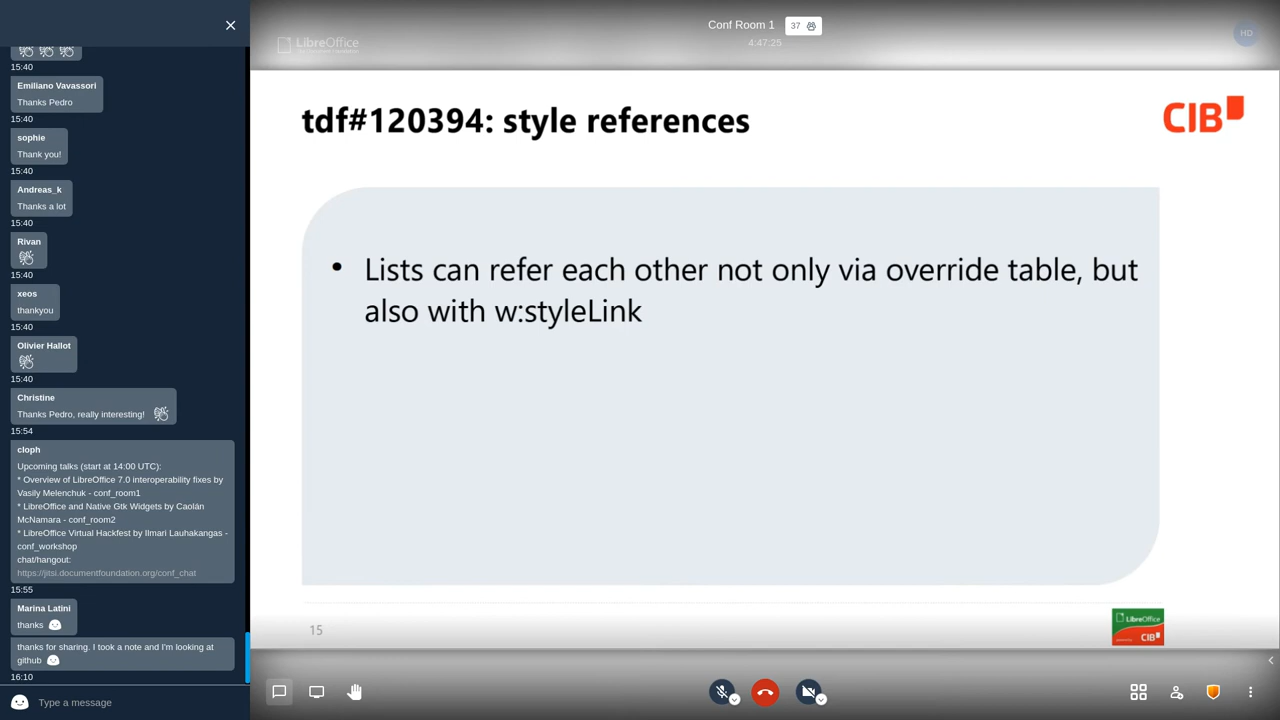 15:40
Emiliano Vavassori
Thanks Pedro
15:40
sophie
Thank you!
15:40
Andreas_k
Thanks a lot
15:40
Rivan
15:40
xeos
thankyou
15:40
Olivier Hallot
15:40
Christine
Thanks Pedro, really interesting!
15:54
cloph
Upcoming talks (start at 14:00 UTC):
* Overview of LibreOffice 7.0 interoperability fixes by
Vasily Melenchuk - conf_room1
* LibreOffice and Native Gtk Widgets by Caolán
McNamara - conf_room2
* LibreOffice Virtual Hackfest by Ilmari Lauhakangas -
conf_workshop
chat/hangout:
https://jitsi.documentfoundation.org/conf_chat
15:55
Marina Latini
thanks
thanks for sharing. I took a note and I'm looking at
github
16:10
Type a message
Conf Room 1 37
4:47:25
HD
LibreOffice
The Document Foundation
tdf#120394: style references
CIB
• Lists can refer each other not only via override table, but
also with w:styleLink
15
LibreOffice
powered by CIB